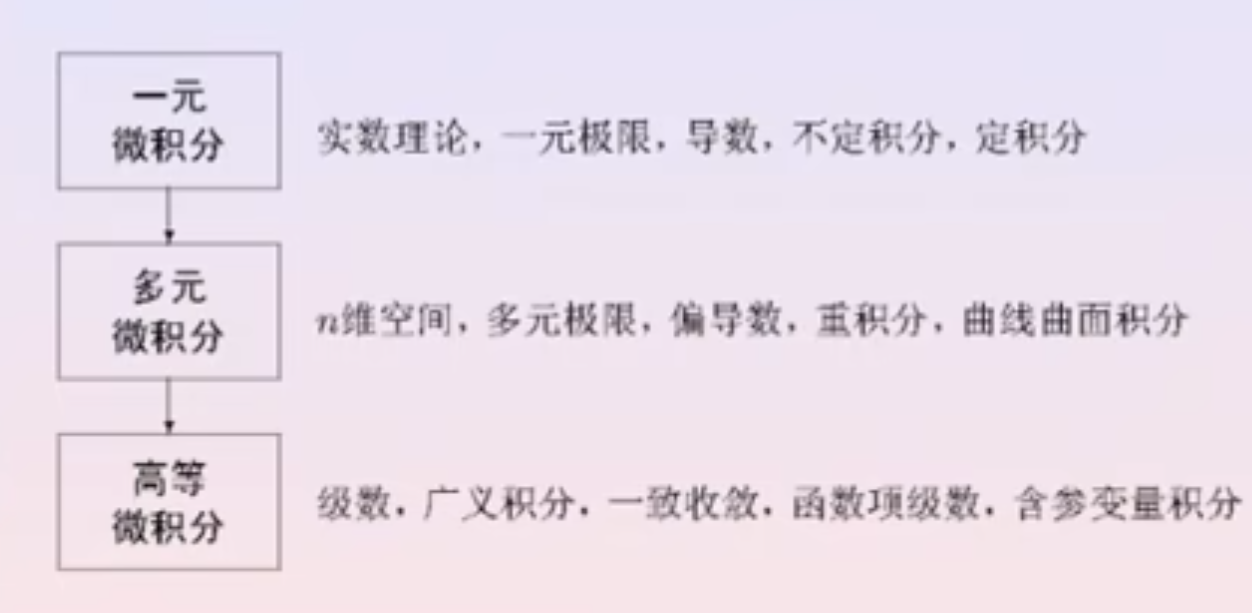 一元
微积分
实数理论, 一元极限, 导数, 不定积分, 定积分
多元
微积分
n维空间, 多元极限, 偏导数, 重积分, 曲线曲面积分
高等
微积分
级数, 广义积分, 一致收敛, 函数项级数, 含参变量积分